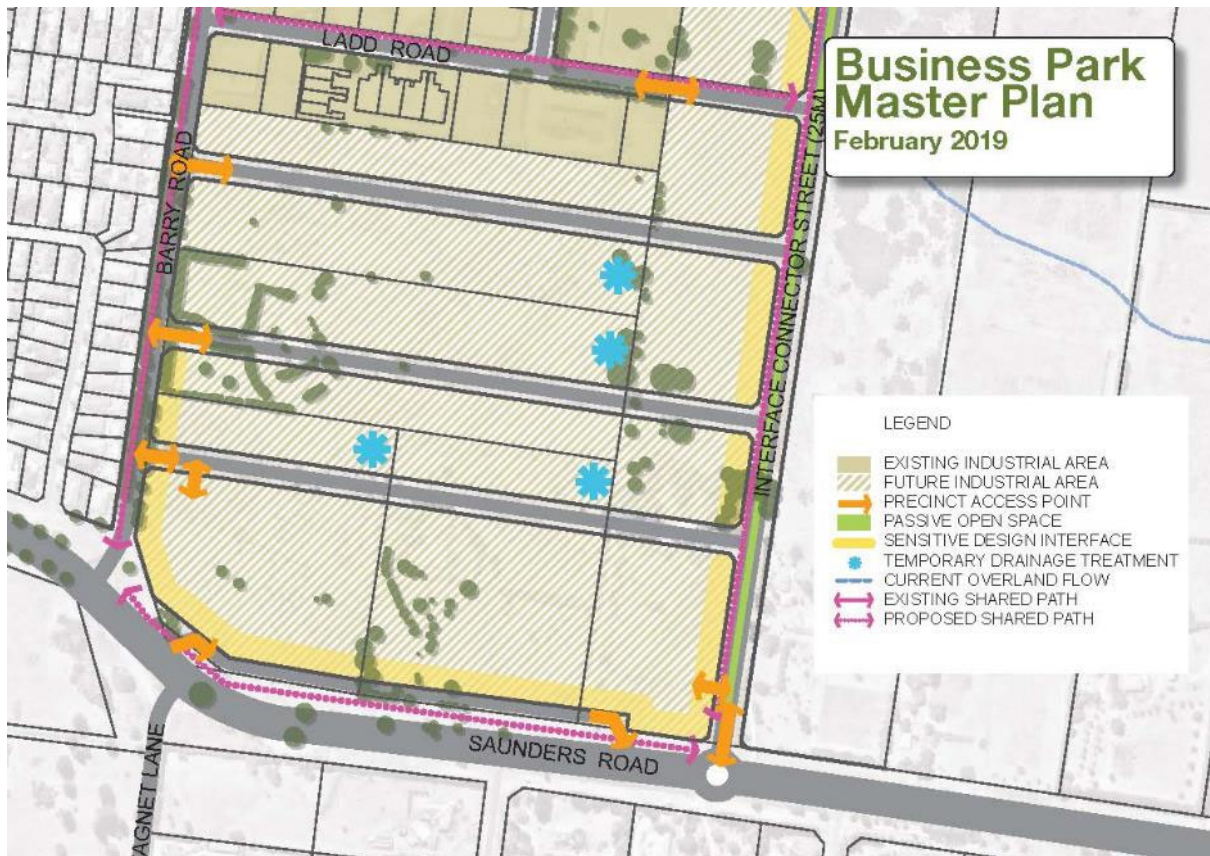 LADD ROAD
Business Park
Master Plan
February 2019
BARRY ROAD
INTERFACE CONNECTOR STREET (25M)
LEGEND
EXISTING INDUSTRIAL AREA
FUTURE INDUSTRIAL AREA
PRECINCT ACCESS POINT
PASSIVE OPEN SPACE
SENSITIVE DESIGN INTERFACE
TEMPORARY DRAINAGE TREATMENT
CURRENT OVERLAND FLOW
EXISTING SHARED PATH
PROPOSED SHARED PATH
SAUNDERS ROAD
AGNET LANE